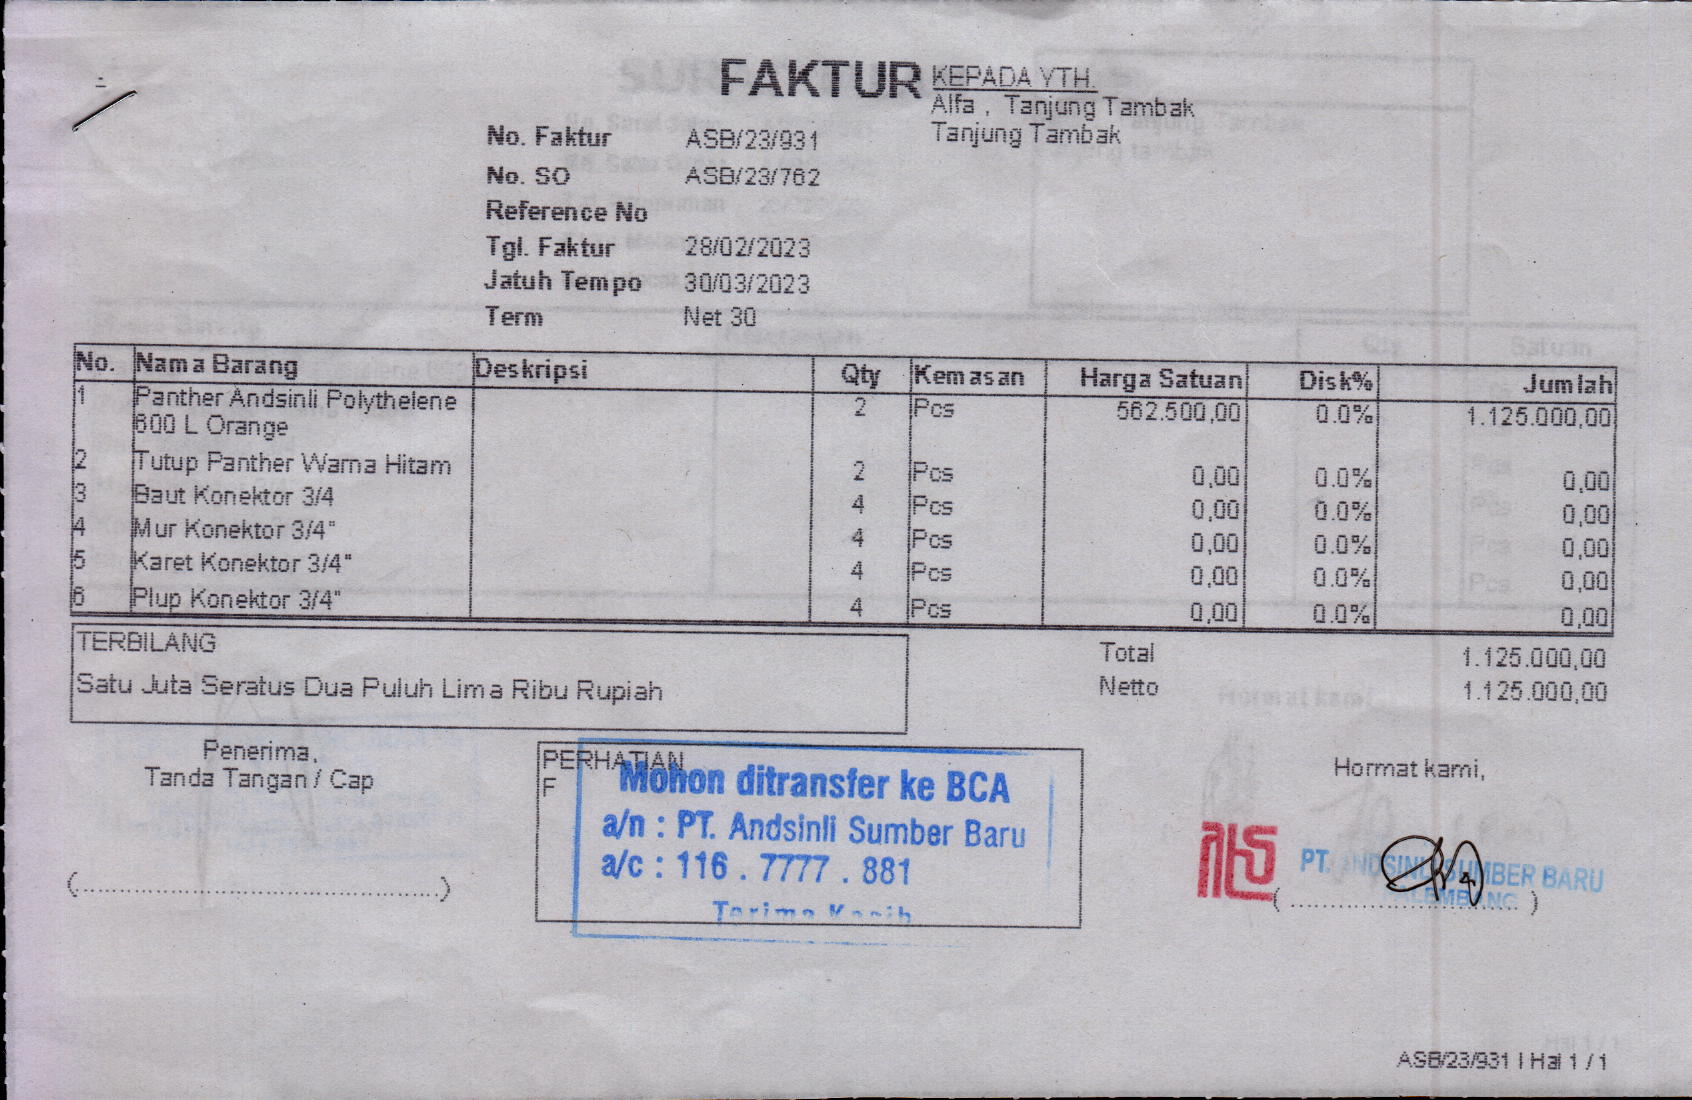 FAKTUR
KEPADA YTH.
Alfa , Tanjung Tambak
Tanjung Tambak
No. Faktur ASB/23/931
No. SO ASB/23/762
Reference No
Tgl. Faktur 28/02/2023
Jatuh Tempo 30/03/2023
Term Net 30
No. Nama Barang Deskripsi Qty Kemasan Harga Satuan Disk% Jumlah
1 Panther Andsinli Polythelene 2 Pcs 562.500,00 0.0% 1.125.000,00
600 L Orange
2 Tutup Panther Warna Hitam 2 Pcs 0,00 0.0% 0,00
3 Baut Konektor 3/4 4 Pcs 0,00 0.0% 0,00
4 Mur Konektor 3/4" 4 Pcs 0,00 0.0% 0,00
5 Karet Konektor 3/4" 4 Pcs 0,00 0.0% 0,00
6 Plup Konektor 3/4" 4 Pcs 0,00 0.0% 0,00
TERBILANG
Satu Juta Seratus Dua Puluh Lima Ribu Rupiah
Total 1.125.000,00
Netto 1.125.000,00
Penerima,
Tanda Tangan / Cap
(........................................)
PERHATIAN
F
Mohon ditransfer ke BCA
a/n : PT. Andsinli Sumber Baru
a/c : 116 . 7777 . 881
Terima Kasih
Hormat kami,
PT. ANDSINLI SUMBER BARU
PALEMBANG
(........................................)
ASB/23/931 | Hal 1 / 1